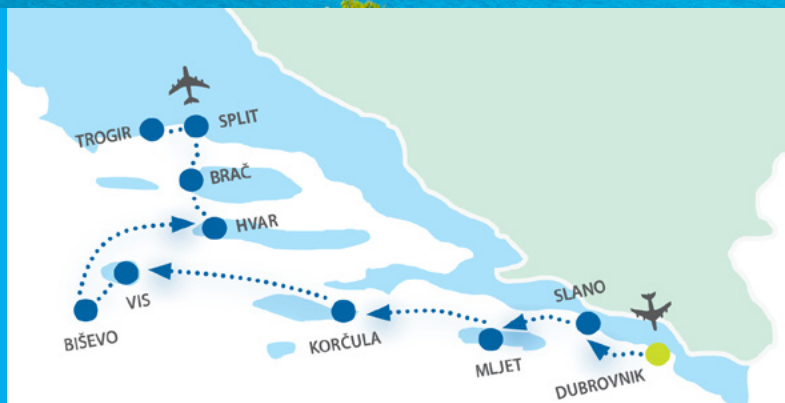 SPLIT
TROGIR
BRAČ
HVAR
VIS
SLANO
BIŠEVO
KORČULA
MLJET
DUBROVNIK